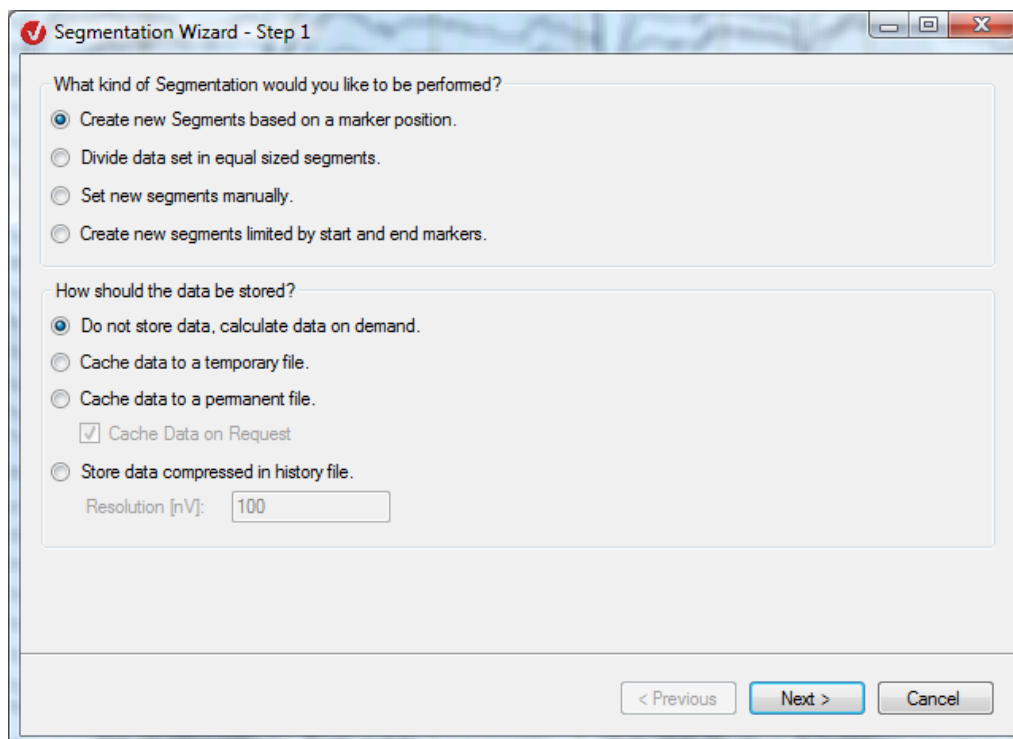 Segmentation Wizard - Step 1
What kind of Segmentation would you like to be performed?
Create new Segments based on a marker position.
Divide data set in equal sized segments.
Set new segments manually.
Create new segments limited by start and end markers.
How should the data be stored?
Do not store data, calculate data on demand.
Cache data to a temporary file.
Cache data to a permanent file.
Cache Data on Request
Store data compressed in history file.
Resolution [nV]: 100
< Previous Next > Cancel